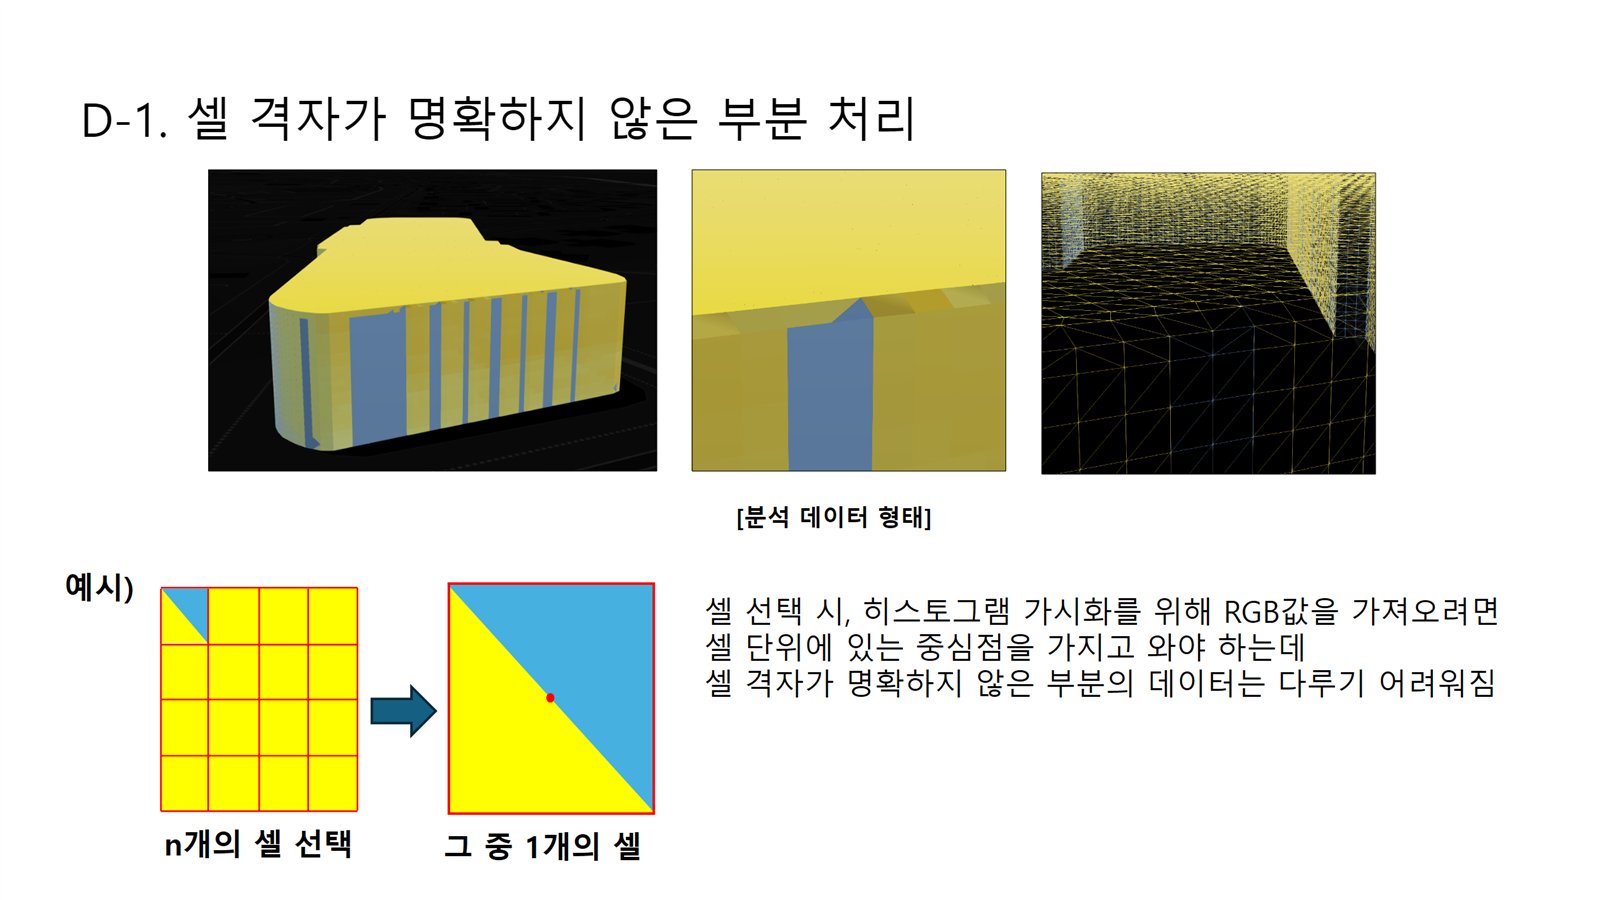 D-1. 셀 격자가 명확하지 않은 부분 처리
[분석 데이터 형태]
예시)
셀 선택 시, 히스토그램 가시화를 위해 RGB값을 가져오려면
셀 단위에 있는 중심점을 가지고 와야 하는데
셀 격자가 명확하지 않은 부분의 데이터는 다루기 어려워짐
n개의 셀 선택
그 중 1개의 셀